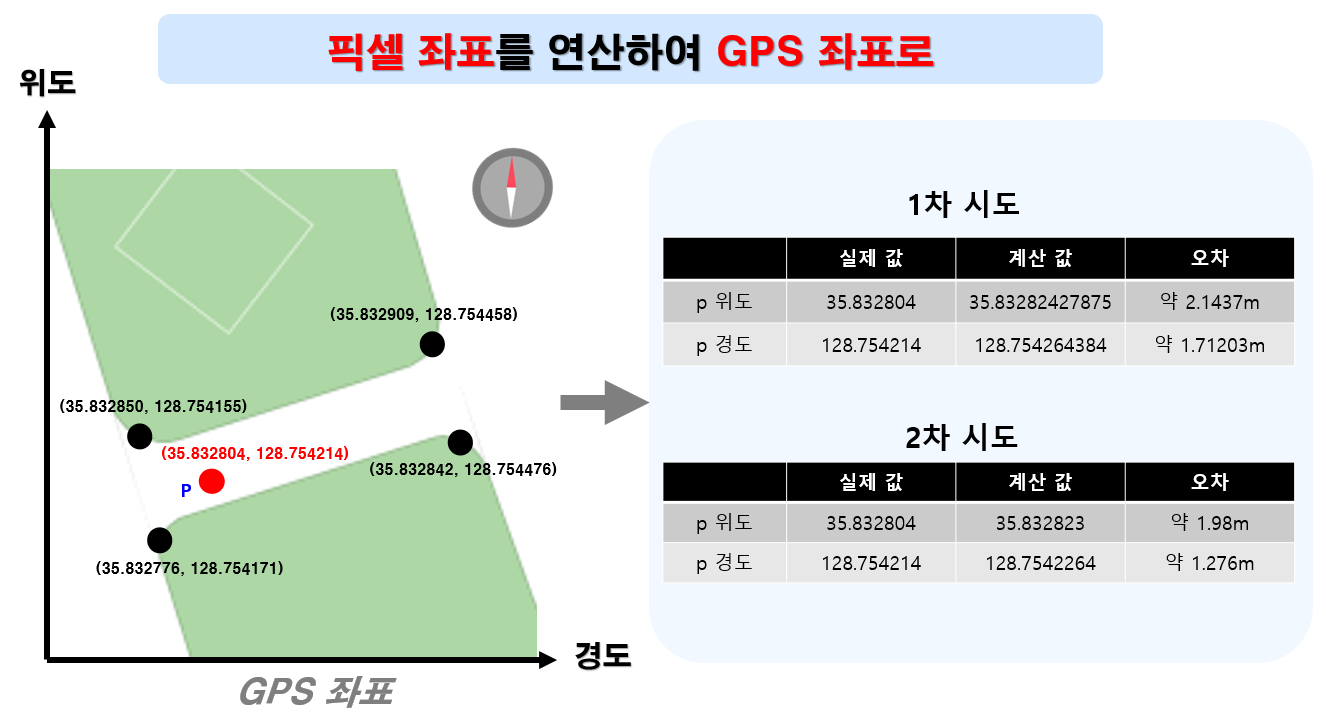 픽셀 좌표를 연산하여 GPS 좌표로
위도
(35.832909, 128.754458)
(35.832850, 128.754155)
(35.832804, 128.754214)
(35.832842, 128.754476)
P
(35.832776, 128.754171)
경도
GPS 좌표
1차 시도
실제 값 계산 값 오차
p 위도 35.832804 35.83282427875 약 2.1437m
p 경도 128.754214 128.754264384 약 1.71203m
2차 시도
실제 값 계산 값 오차
p 위도 35.832804 35.832823 약 1.98m
p 경도 128.754214 128.7542264 약 1.276m